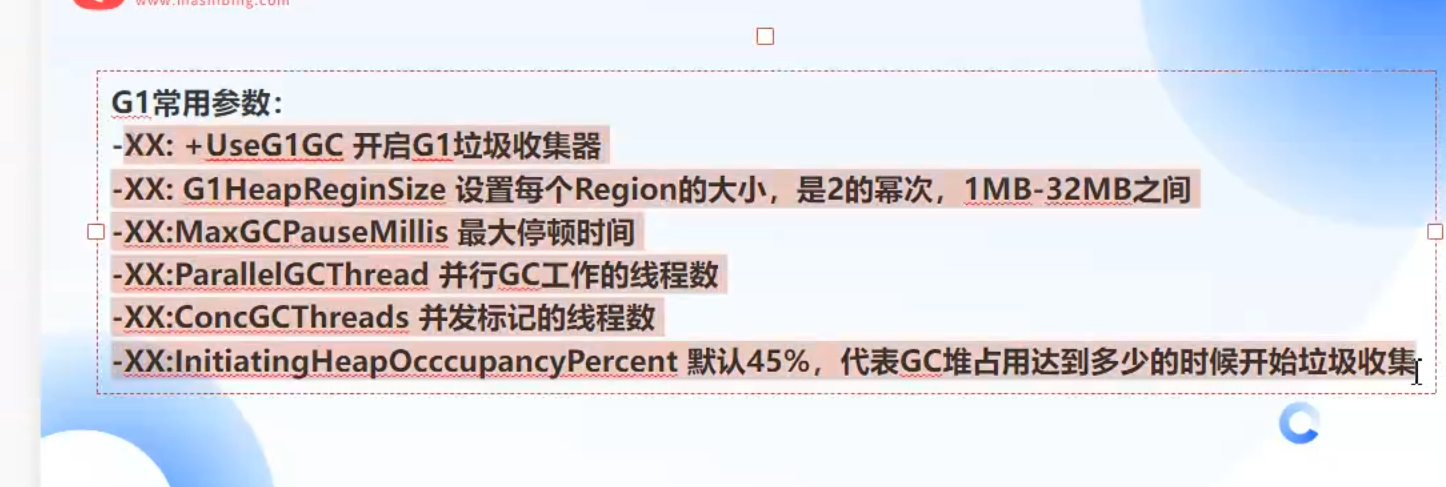 www.mashibing.com
G1常用参数：
-XX: +UseG1GC 开启G1垃圾收集器
-XX: G1HeapReginSize 设置每个Region的大小，是2的幂次，1MB-32MB之间
-XX:MaxGCPauseMillis 最大停顿时间
-XX:ParallelGCThread 并行GC工作的线程数
-XX:ConcGCThreads 并发标记的线程数
-XX:InitiatingHeapOcccupancyPercent 默认45%，代表GC堆占用达到多少的时候开始垃圾收集